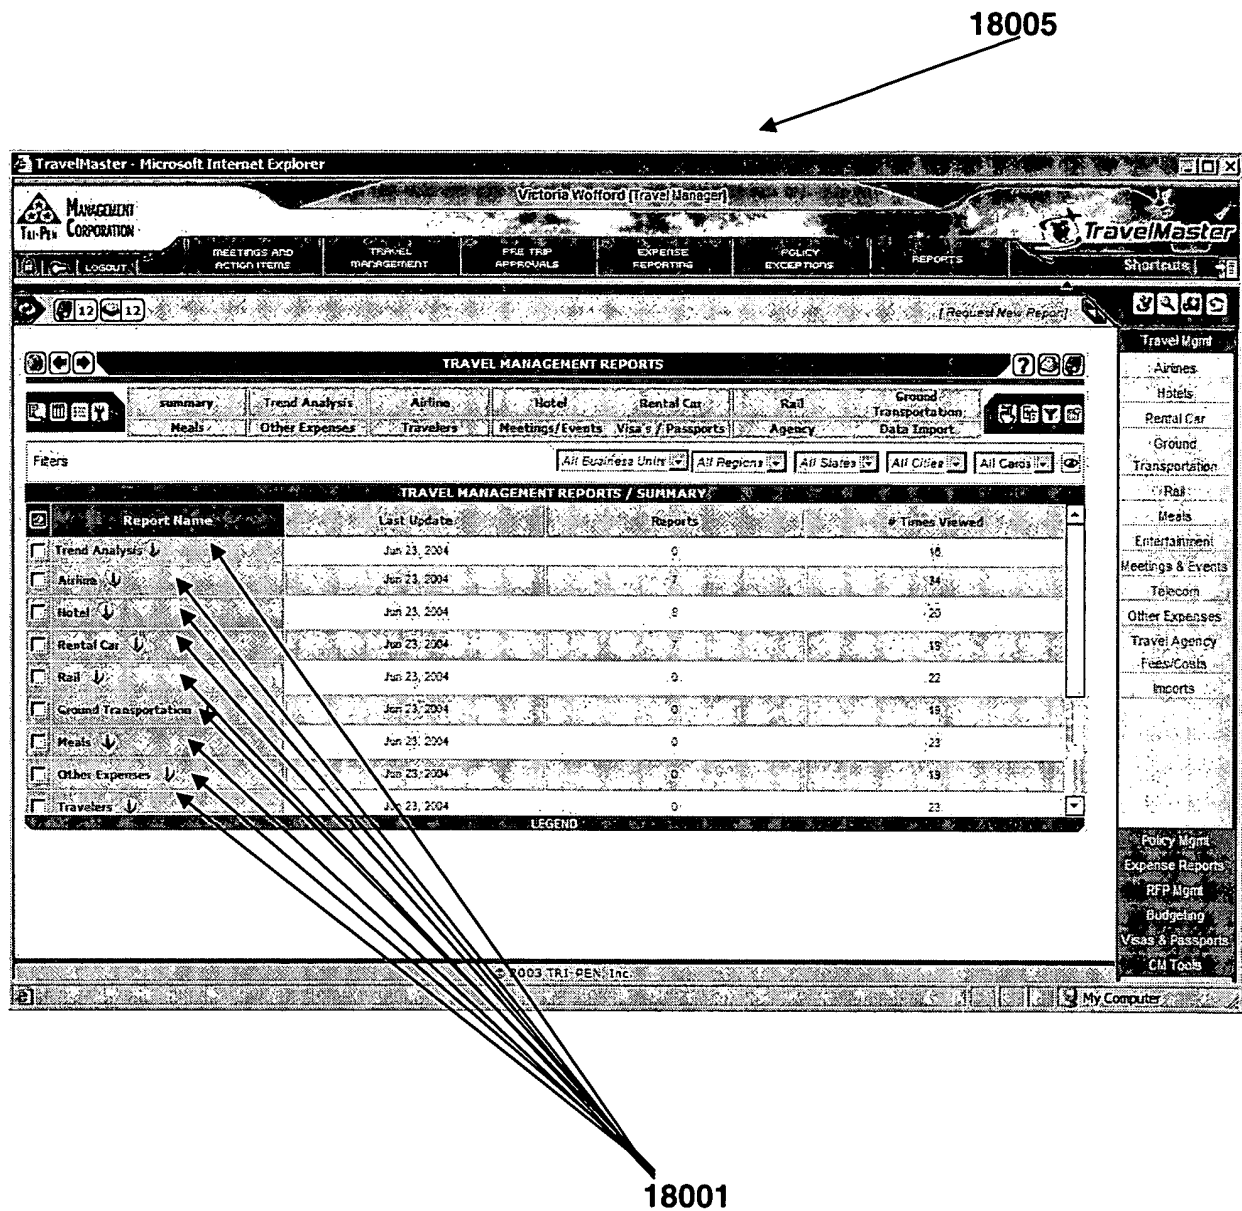 18005
TravelMaster - Microsoft Internet Explorer
Victoria Wofford [Travel Manager]
MANAGEMENT
TRI-PEN CORPORATION
TravelMaster
LOGOUT
MEETINGS AND ACTION ITEMS
TRAVEL MANAGEMENT
PRE TRIP APPROVALS
EXPENSE REPORTING
POLICY EXCEPTIONS
REPORTS
Shortcuts
12 12
[Request New Report]
Travel Mgmt
TRAVEL MANAGEMENT REPORTS
?
summary Trend Analysis Airline Hotel Rental Car Rail Ground Transportation
Meals Other Expenses Travelers Meetings/Events Visa's / Passports Agency Data Import
Filters All Business Units All Regions All States All Cities All Cards
TRAVEL MANAGEMENT REPORTS / SUMMARY
Report Name Last Update Reports # Times Viewed
Trend Analysis Jun 23, 2004 0 16
Airline Jun 23, 2004 7 34
Hotel Jun 23, 2004 20
Rental Car Jun 23, 2004 7 19
Rail Jun 23, 2004 0 22
Ground Transportation Jun 23, 2004 0 19
Meals Jun 23, 2004 0 23
Other Expenses Jun 23, 2004 0 19
Travelers Jun 23, 2004 0 23
LEGEND
Airlines
Hotels
Rental Car
Ground
Transportation
Rail
Meals
Entertainment
Meetings & Events
Telecom
Other Expenses
Travel Agency
Fees/Costs
Imports
Policy Mgmt
Expense Reports
RFP Mgmt
Budgeting
Visas & Passports
CM Tools
© 2003 TRI-PEN, Inc.
My Computer
18001